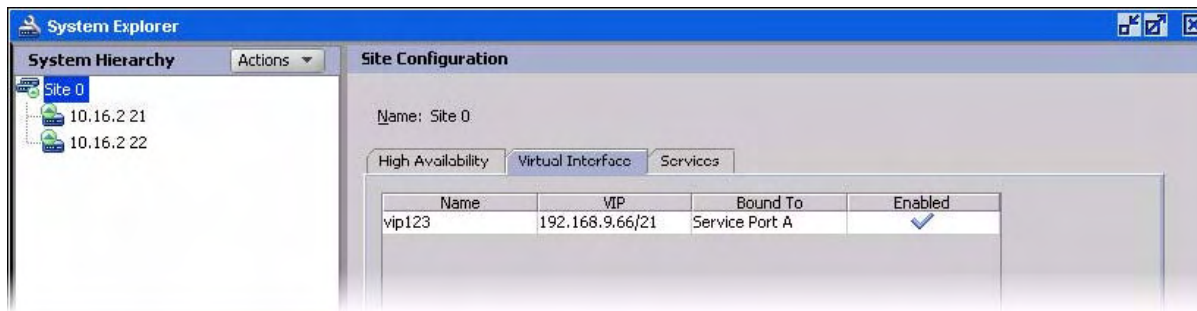 System Explorer
System Hierarchy
Actions
Site 0
10.16.2 21
10.16.2 22
Site Configuration
Name: Site 0
High Availability
Virtual Interface
Services
Name VIP Bound To Enabled
vip123 192.168.9.66/21 Service Port A